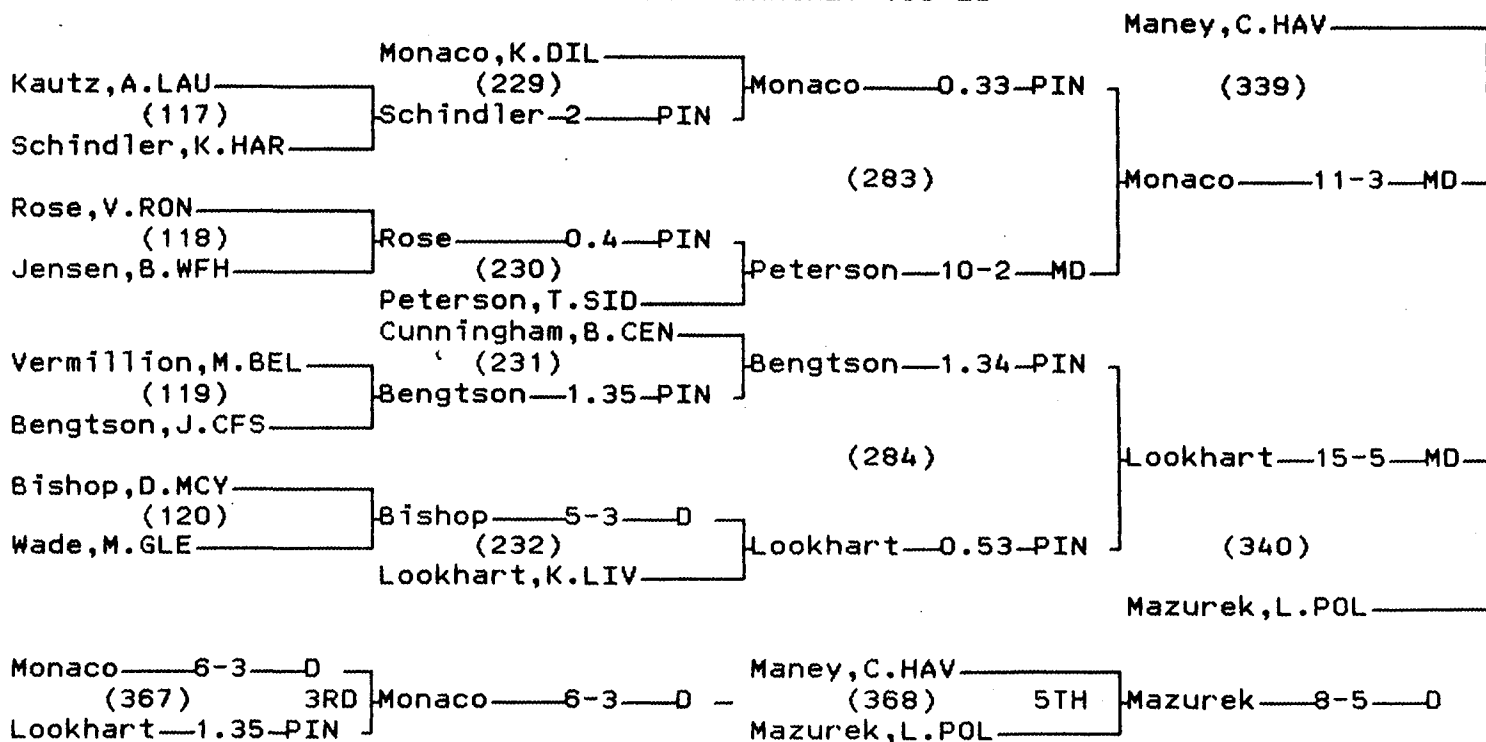 Maney,C.HAV
Monaco,K.DIL
Kautz,A.LAU (229) Monaco 0.33 PIN (339)
(117) Schindler 2 PIN
Schindler,K.HAR
(283) Monaco 11-3 MD
Rose,V.RON
(118) Rose 0.4 PIN
Jensen,B.WFH (230) Peterson 10-2 MD
Peterson,T.SID
Cunningham,B.CEN
Vermillion,M.BEL (231) Bengtson 1.34 PIN
(119) Bengtson 1.35 PIN
Bengtson,J.CFS
(284) Lookhart 15-5 MD
Bishop,D.MCY
(120) Bishop 5-3 D
Wade,M.GLE (232) Lookhart 0.53 PIN (340)
Lookhart,K.LIV
Mazurek,L.POL
Monaco 6-3 D Maney,C.HAV
(367) 3RD Monaco 6-3 D (368) 5TH Mazurek 8-5 D
Lookhart 1.35 PIN Mazurek,L.POL